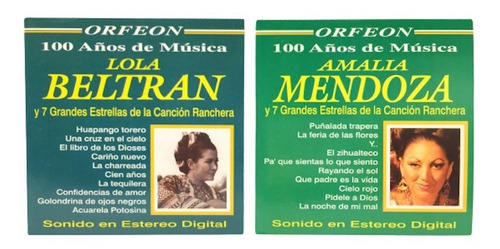 ORFEON
100 Años de Música
LOLA
BELTRAN
y 7 Grandes Estrellas de la Canción Ranchera
Huapango torero
Una cruz en el cielo
El libro de los Dioses
Cariño nuevo
La charreada
Cien años
La tequilera
Confidencias de amor
Golondrina de ojos negros
Acuarela Potosina
Sonido en Estereo Digital
ORFEON
100 Años de Música
AMALIA
MENDOZA
y 7 Grandes Estrellas de la Canción Ranchera
Puñalada trapera
La feria de las flores
Y..
El zihualteco
Pa' que sientas lo que siento
Rayando el sol
Que padre es la vida
Cielo rojo
Pidele a Dios
La noche de mi mal
Sonido en Estereo Digital